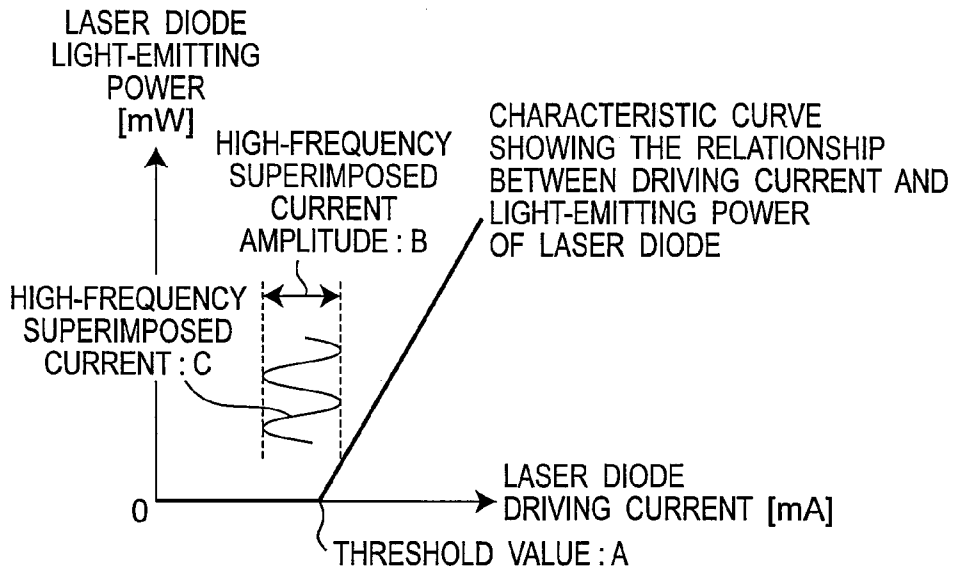 LASER DIODE
LIGHT-EMITTING
POWER
[mW]
HIGH-FREQUENCY
SUPERIMPOSED
CURRENT
AMPLITUDE : B
CHARACTERISTIC CURVE
SHOWING THE RELATIONSHIP
BETWEEN DRIVING CURRENT AND
LIGHT-EMITTING POWER
OF LASER DIODE
HIGH-FREQUENCY
SUPERIMPOSED
CURRENT : C
0
LASER DIODE
DRIVING CURRENT [mA]
THRESHOLD VALUE : A